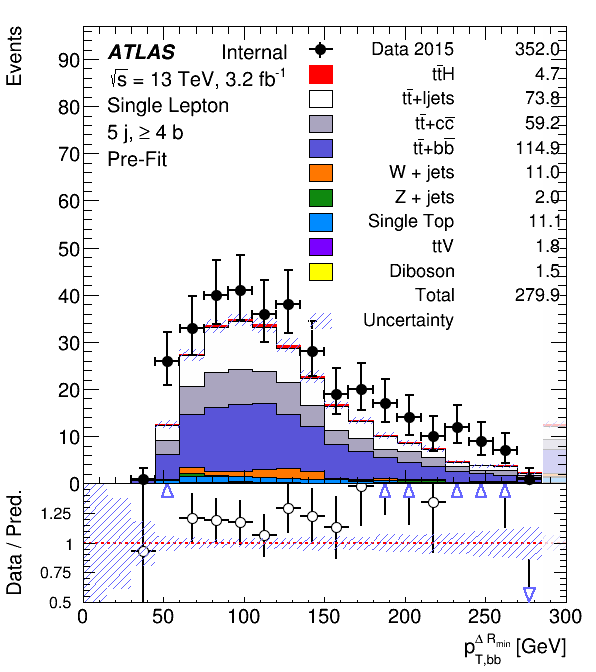 ATLAS Internal
√s = 13 TeV, 3.2 fb⁻¹
Single Lepton
5 j, ≥ 4 b
Pre-Fit
Data 2015 352.0
tt̄H 4.7
tt̄+ljets 73.8
tt̄+cc̄ 59.2
tt̄+bb̄ 114.9
W + jets 11.0
Z + jets 2.0
Single Top 11.1
ttV 1.8
Diboson 1.5
Total 279.9
Uncertainty
Events
90
80
70
60
50
40
30
20
10
0
Data / Pred.
1.25
1
0.75
0.5
0 50 100 150 200 250 300
p_{T,bb}^{Δ R_{min}} [GeV]